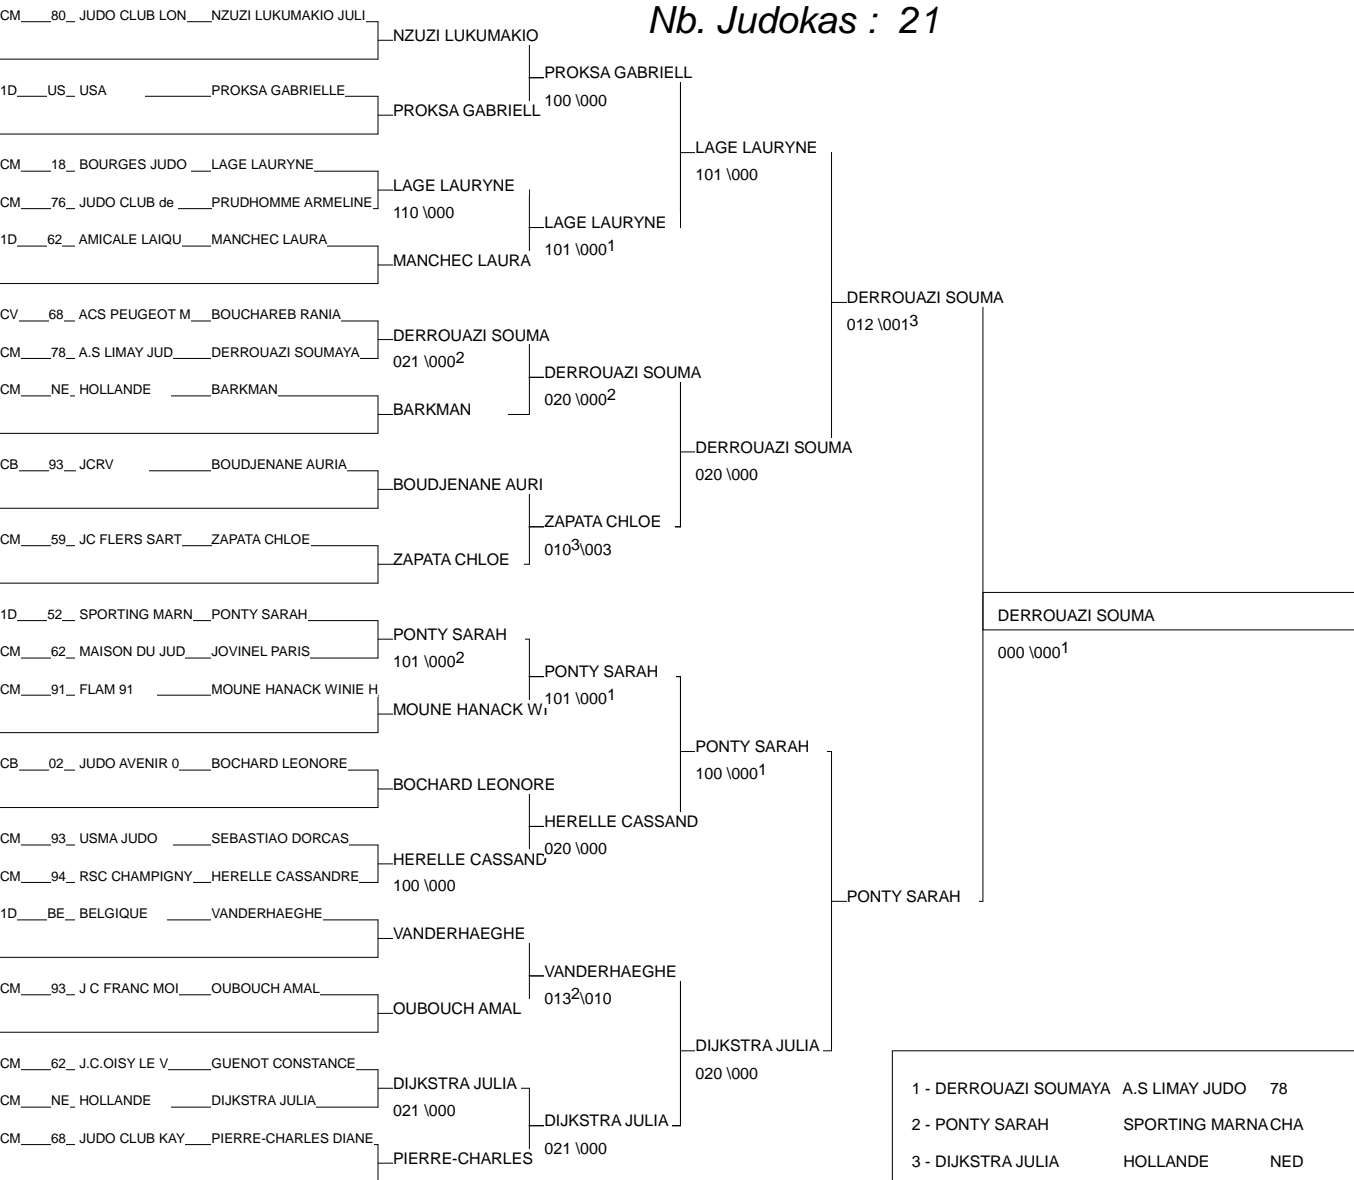 Nb. Judokas : 21
CM 80 JUDO CLUB LON NZUZI LUKUMAKIO JULI
1D US USA PROKSA GABRIELLE
CM 18 BOURGES JUDO LAGE LAURYNE
CM 76 JUDO CLUB de PRUDHOMME ARMELINE
1D 62 AMICALE LAIQU MANCHEC LAURA
CV 68 ACS PEUGEOT M BOUCHAREB RANIA
CM 78 A.S LIMAY JUD DERROUAZI SOUMAYA
CM NE HOLLANDE BARKMAN
CB 93 JCRV BOUDJENANE AURIA
CM 59 JC FLERS SART ZAPATA CHLOE
1D 52 SPORTING MARN PONTY SARAH
CM 62 MAISON DU JUD JOVINEL PARIS
CM 91 FLAM 91 MOUNE HANACK WINIE H
CB 02 JUDO AVENIR 0 BOCHARD LEONORE
CM 93 USMA JUDO SEBASTIAO DORCAS
CM 94 RSC CHAMPIGNY HERELLE CASSANDRE
1D BE BELGIQUE VANDERHAEGHE
CM 93 J C FRANC MOI OUBOUCH AMAL
CM 62 J.C.OISY LE V GUENOT CONSTANCE
CM NE HOLLANDE DIJKSTRA JULIA
CM 68 JUDO CLUB KAY PIERRE-CHARLES DIANE
NZUZI LUKUMAKIO
PROKSA GABRIELL
LAGE LAURYNE
110 \000
MANCHEC LAURA
DERROUAZI SOUMA
021 \000²
BARKMAN
BOUDJENANE AURI
ZAPATA CHLOE
PONTY SARAH
101 \000²
MOUNE HANACK WI
BOCHARD LEONORE
HERELLE CASSAND
100 \000
VANDERHAEGHE
OUBOUCH AMAL
DIJKSTRA JULIA
021 \000
PIERRE-CHARLES
PROKSA GABRIELL
100 \000
LAGE LAURYNE
101 \000¹
DERROUAZI SOUMA
020 \000²
ZAPATA CHLOE
010³\003
PONTY SARAH
101 \000¹
HERELLE CASSAND
020 \000
VANDERHAEGHE
013²\010
DIJKSTRA JULIA
021 \000
LAGE LAURYNE
101 \000
DERROUAZI SOUMA
020 \000
PONTY SARAH
100 \000¹
DIJKSTRA JULIA
020 \000
DERROUAZI SOUMA
012 \001³
PONTY SARAH
DERROUAZI SOUMA
000 \000¹
1 - DERROUAZI SOUMAYA A.S LIMAY JUDO 78
2 - PONTY SARAH SPORTING MARNA CHA
3 - DIJKSTRA JULIA HOLLANDE NED